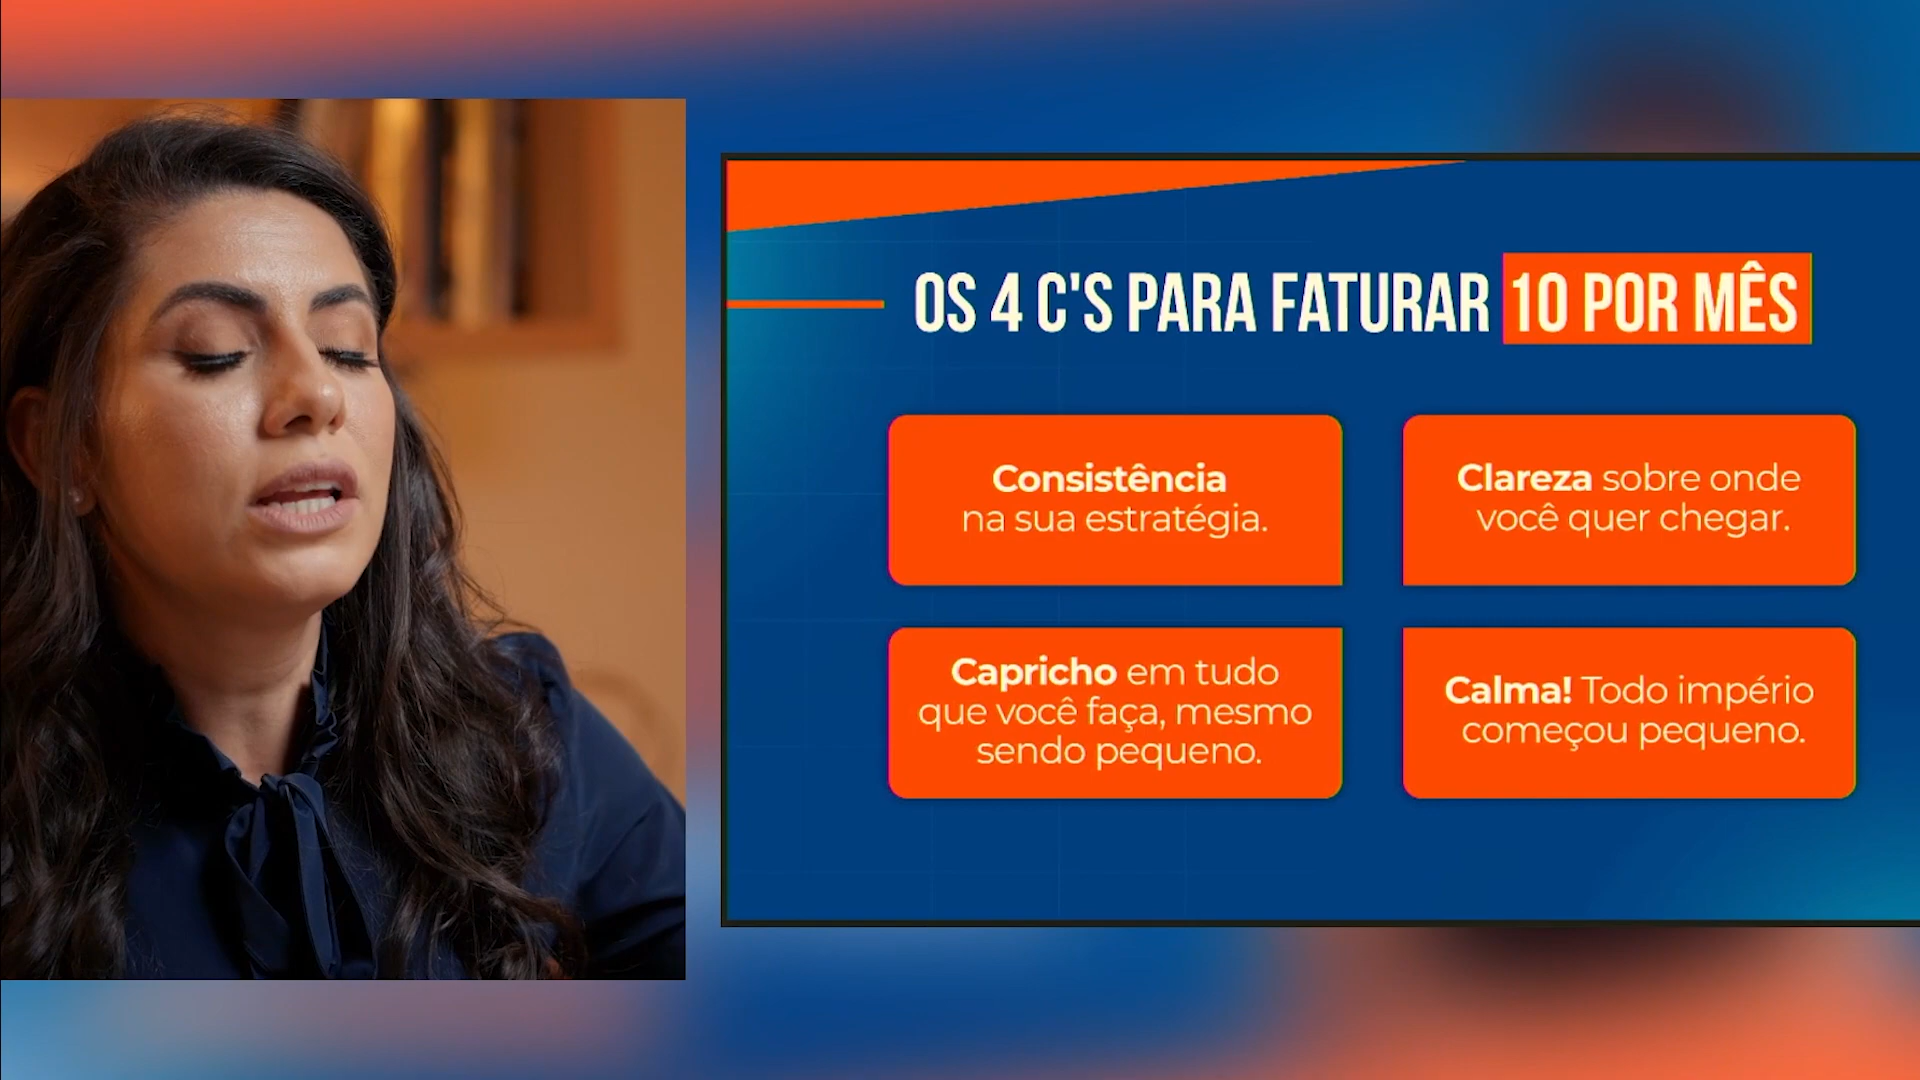 OS 4 C'S PARA FATURAR 10 POR MÊS
Consistência
na sua estratégia.
Clareza sobre onde
você quer chegar.
Capricho em tudo
que você faça, mesmo
sendo pequeno.
Calma! Todo império
começou pequeno.